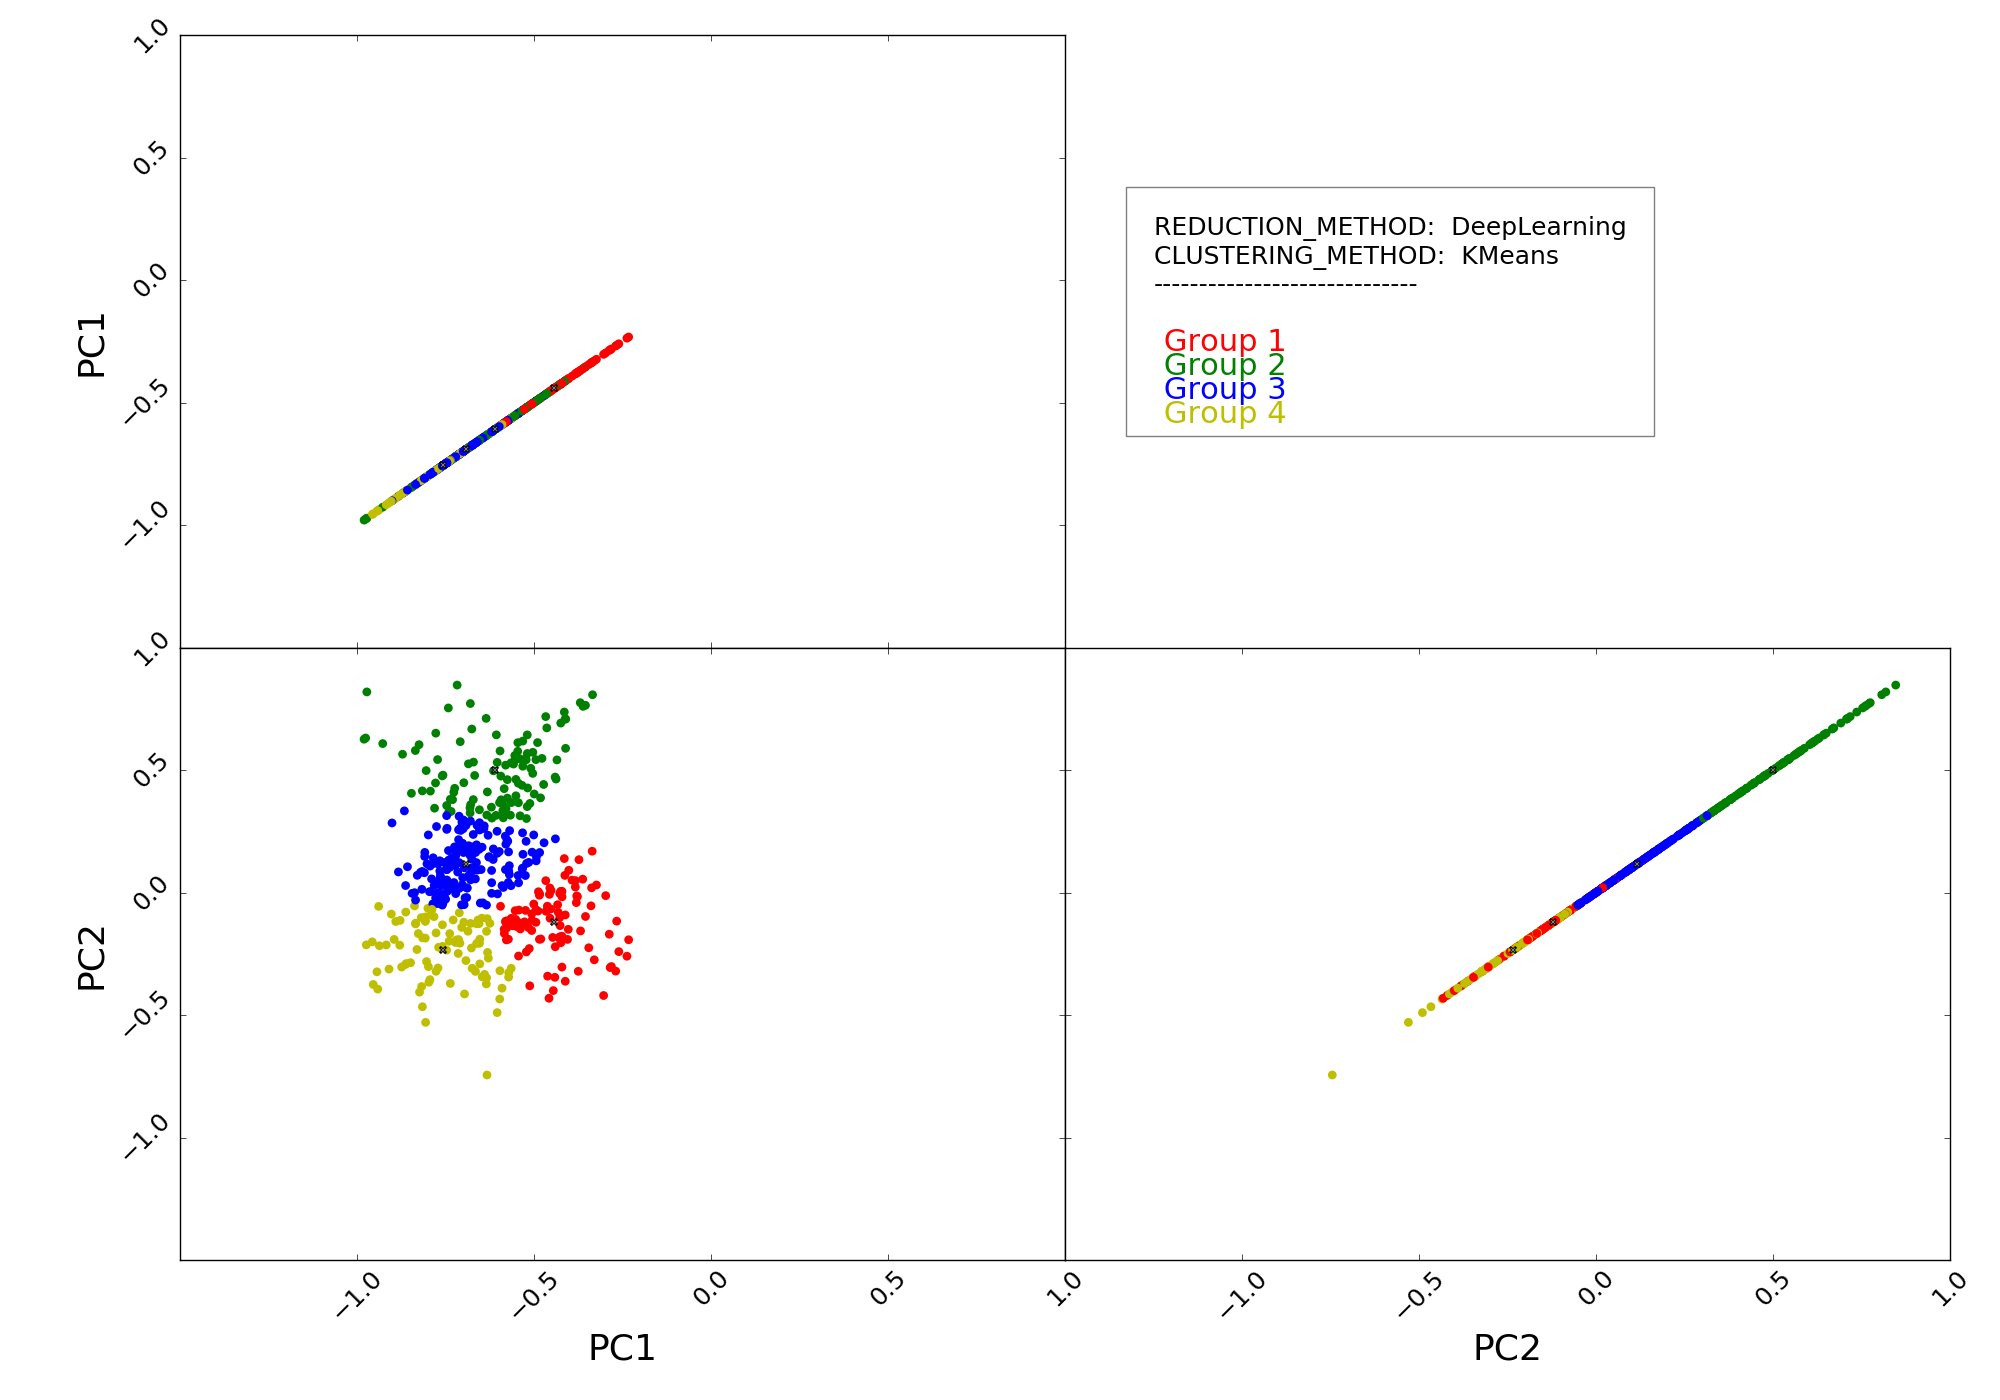 1.0
0.5
0.0
−0.5
−1.0
PC1
REDUCTION_METHOD:  DeepLearning
CLUSTERING_METHOD:  KMeans
------------------------------
Group 1
Group 2
Group 3
Group 4
1.0
0.5
0.0
−0.5
−1.0
PC2
−1.0 −0.5 0.0 0.5 1.0 −1.0 −0.5 0.0 0.5 1.0
PC1 PC2